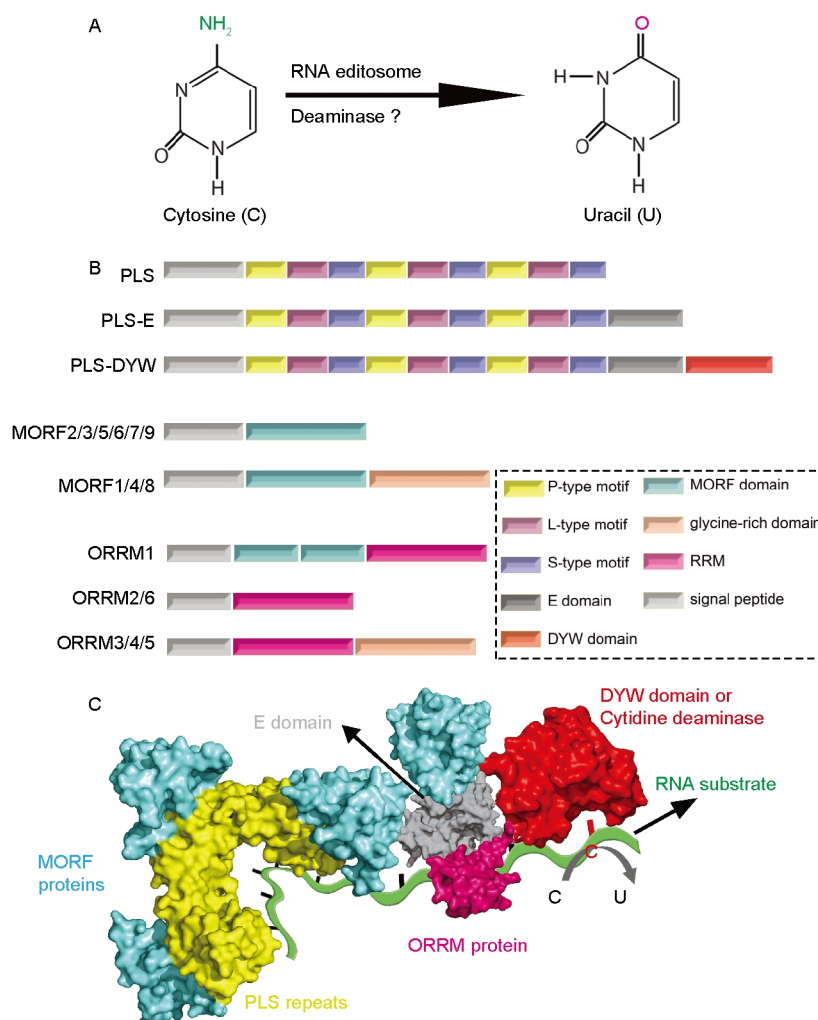 A
NH2
N
N
O
H
Cytosine (C)
RNA editosome
Deaminase ?
O
H
N
N
O
H
Uracil (U)
B
PLS
PLS-E
PLS-DYW
MORF2/3/5/6/7/9
MORF1/4/8
ORRM1
ORRM2/6
ORRM3/4/5
P-type motif
L-type motif
S-type motif
E domain
DYW domain
MORF domain
glycine-rich domain
RRM
signal peptide
C
E domain
DYW domain or
Cytidine deaminase
RNA substrate
MORF
proteins
C
C
U
ORRM protein
PLS repeats